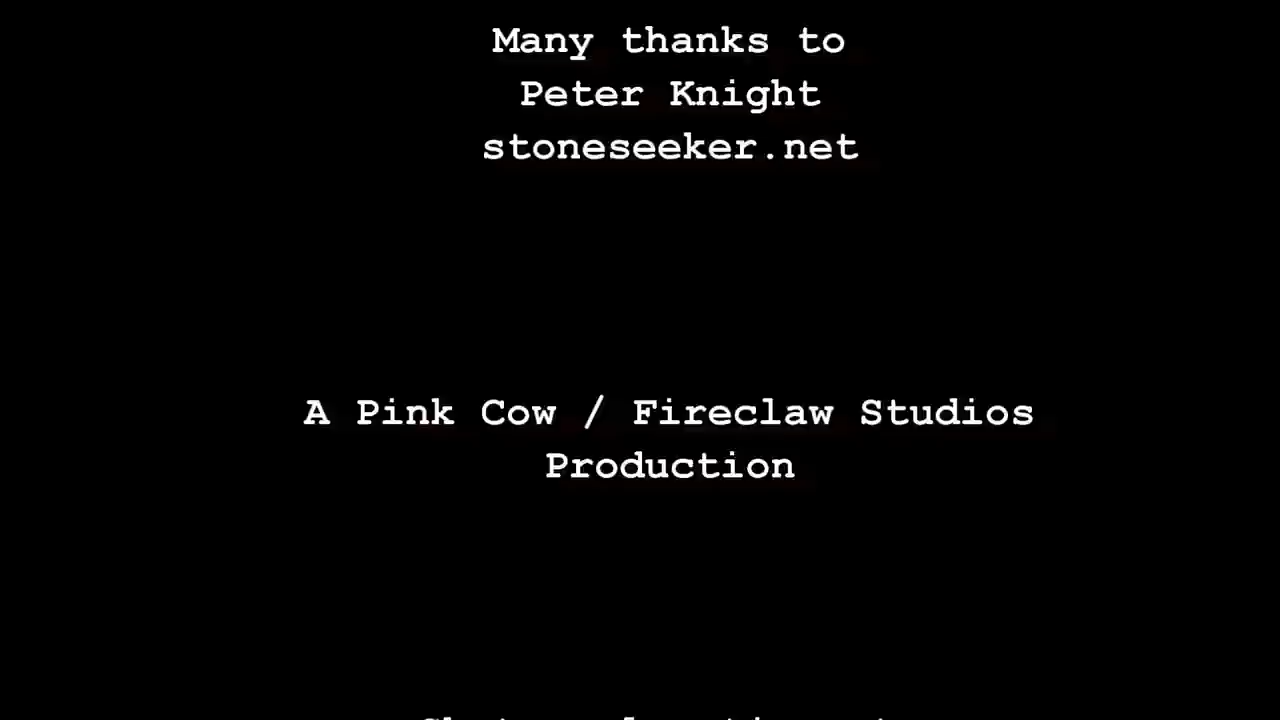 Many thanks to
Peter Knight
stoneseeker.net
A Pink Cow / Fireclaw Studios
Production